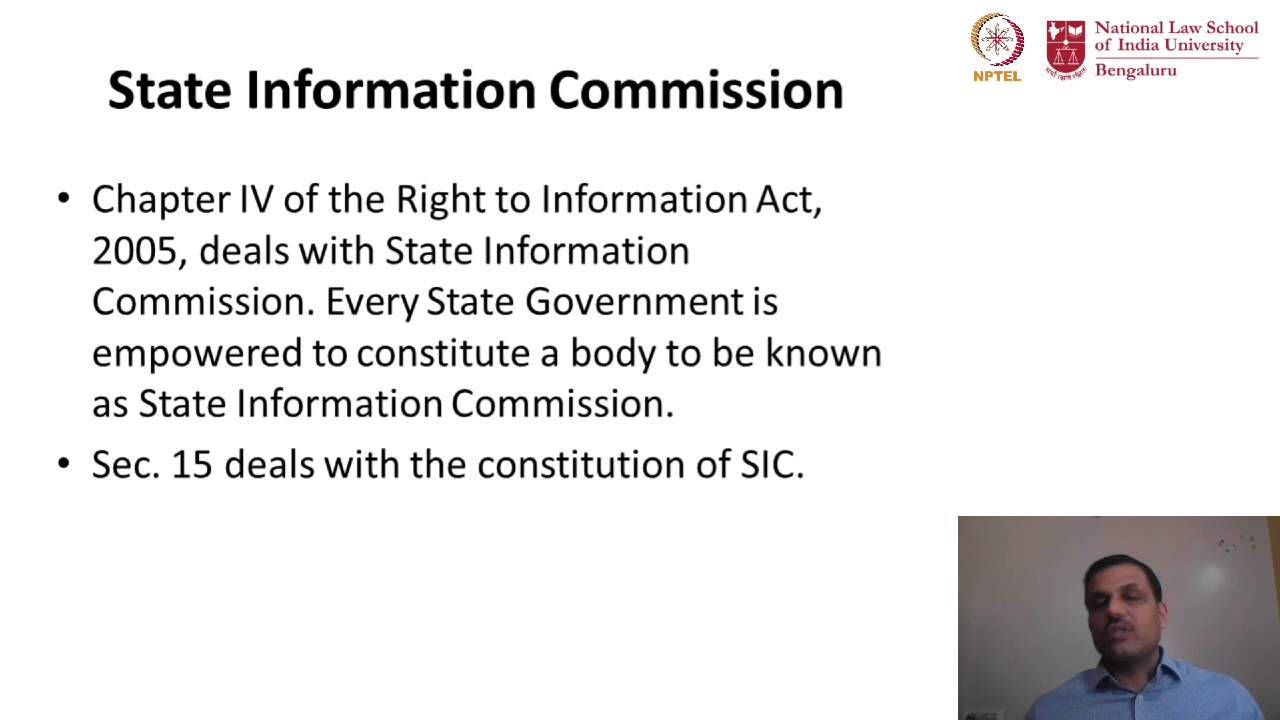 National Law School
of India University
Bengaluru
NPTEL
State Information Commission
• Chapter IV of the Right to Information Act,
2005, deals with State Information
Commission. Every State Government is
empowered to constitute a body to be known
as State Information Commission.
• Sec. 15 deals with the constitution of SIC.